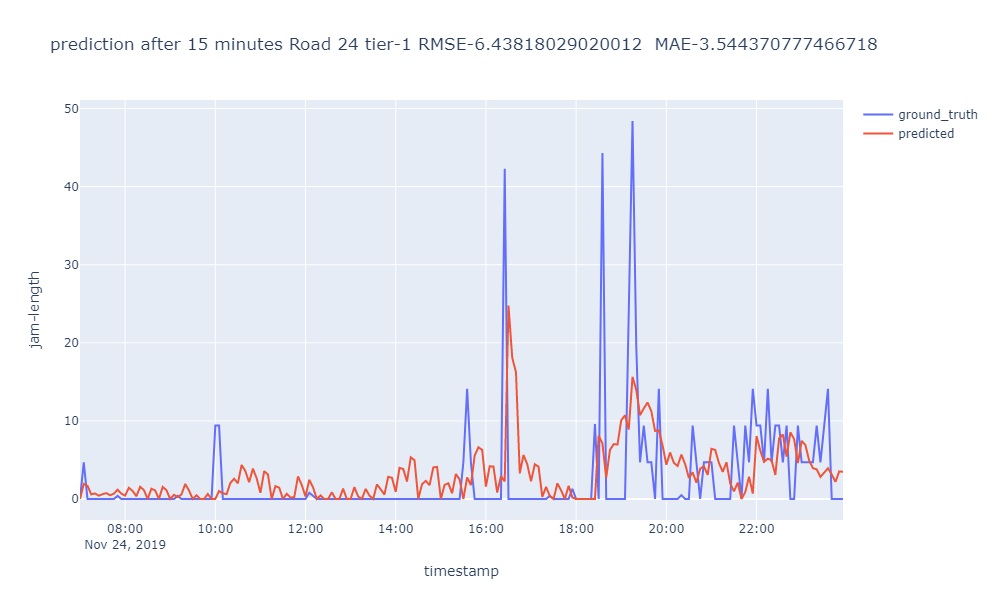 prediction after 15 minutes Road 24 tier-1 RMSE-6.43818029020012  MAE-3.544370777466718
ground_truth
predicted
50
40
30
20
10
0
jam-length
08:00 10:00 12:00 14:00 16:00 18:00 20:00 22:00
Nov 24, 2019
timestamp